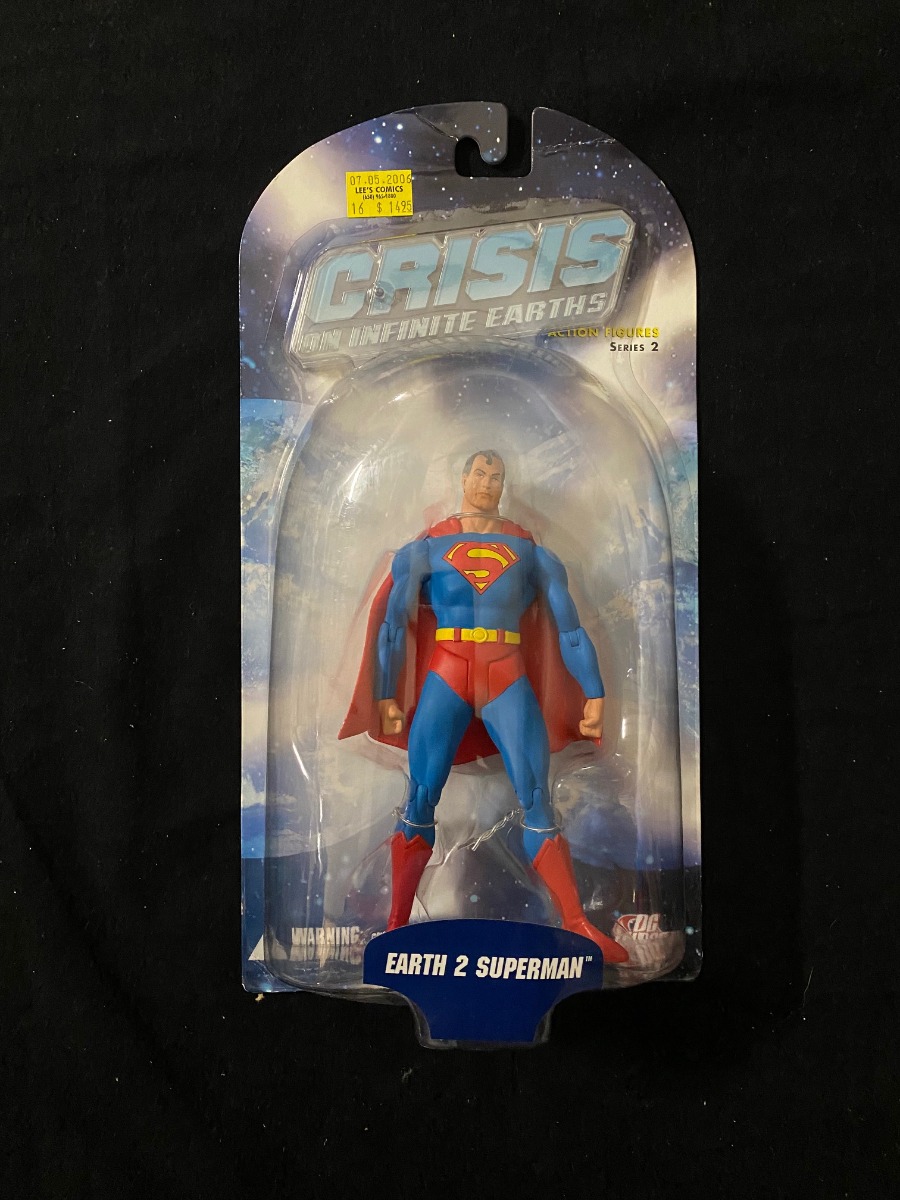 07.05.2006
LEE'S COMICS
16 $ 1495
CRISIS
ON INFINITE EARTHS
ACTION FIGURES
SERIES 2
S
WARNING:
DC
EARTH 2 SUPERMAN™